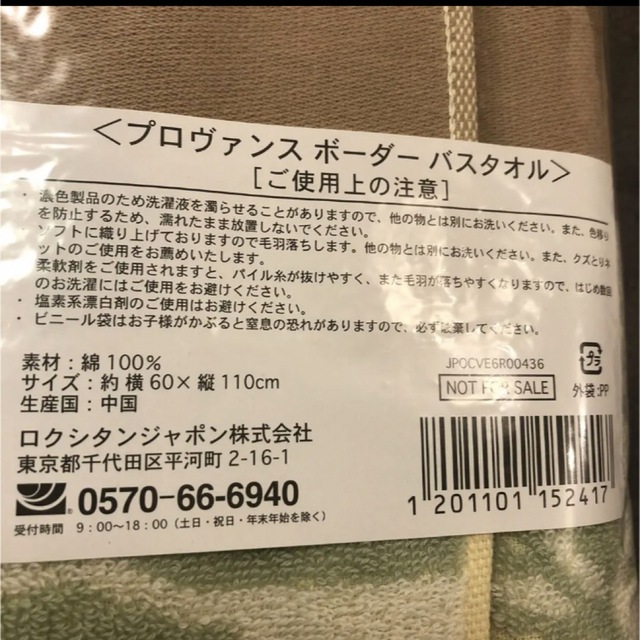 ＜プロヴァンス ボーダー バスタオル＞
[ご使用上の注意]
・濃色製品のため洗濯液を濁らせることがありますので、他の物とは別にお洗いください。また、色移り
を防止するため、濡れたまま放置しないでください。
・ソフトに織り上げておりますので毛羽落ちします。他の物とは別にお洗いください。また、クズとりネ
ットのご使用をお薦めいたします。
・柔軟剤をご使用されますと、パイル糸が抜けやすく、また毛羽が落ちやすくなりますので、はじめ数回
のお洗濯にはご使用をお避けください。
・塩素系漂白剤のご使用はお避けください。
・ビニール袋はお子様がかぶると窒息の恐れがありますので、必ず破棄してください。
素材：綿 100%
サイズ：約 横 60× 縦 110cm
生産国：中国
ロクシタンジャポン株式会社
東京都千代田区平河町 2-16-1
0570-66-6940
受付時間 9：00～18：00（土日・祝日・年末年始を除く）
JPOCVE6R00436
NOT FOR SALE
プラ
外袋：PP
1 201101 152417